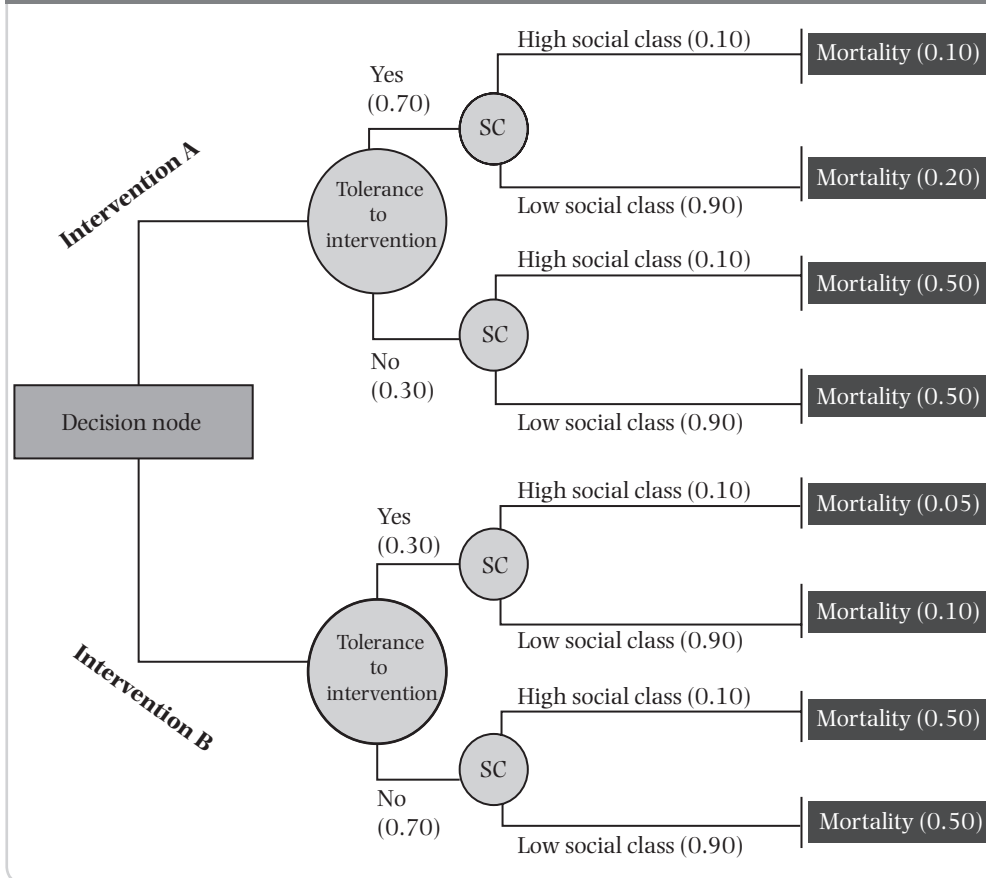 High social class (0.10)
Mortality (0.10)
Yes
(0.70)
SC
Intervention A
Tolerance
to
intervention
Mortality (0.20)
Low social class (0.90)
High social class (0.10)
Mortality (0.50)
SC
No
(0.30)
Mortality (0.50)
Low social class (0.90)
Decision node
High social class (0.10)
Mortality (0.05)
Yes
(0.30)
SC
Mortality (0.10)
Low social class (0.90)
Intervention B
Tolerance
to
intervention
High social class (0.10)
Mortality (0.50)
SC
No
(0.70)
Mortality (0.50)
Low social class (0.90)